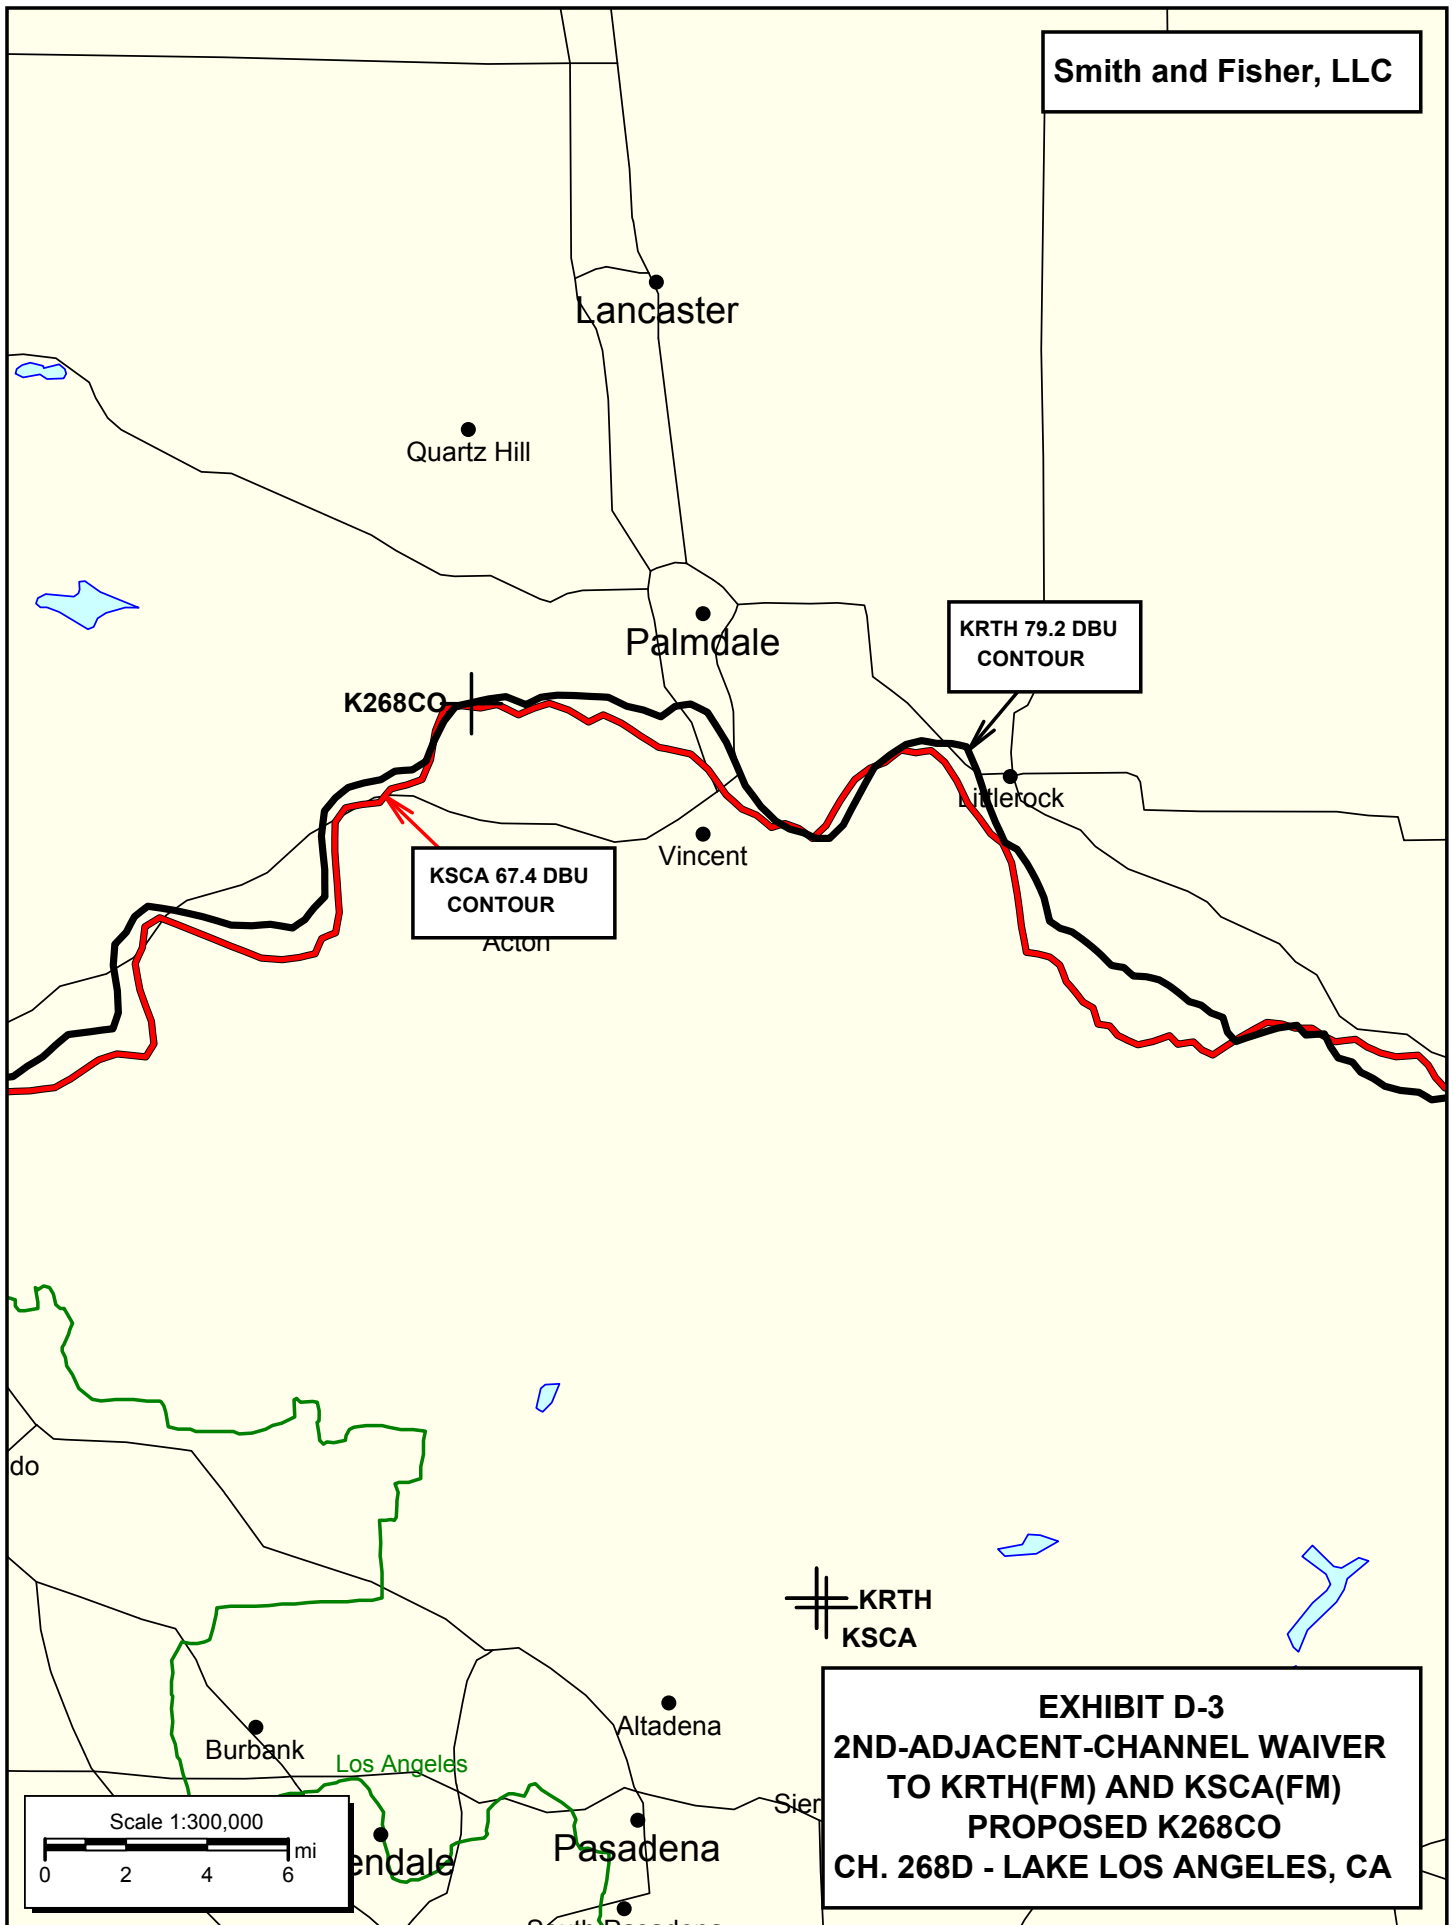 Smith and Fisher, LLC
Lancaster
Quartz Hill
Palmdale
KRTH 79.2 DBU
CONTOUR
K268CO
Littlerock
Vincent
KSCA 67.4 DBU
CONTOUR
Acton
do
KRTH
KSCA
Altadena
Burbank
Los Angeles
EXHIBIT D-3
2ND-ADJACENT-CHANNEL WAIVER
TO KRTH(FM) AND KSCA(FM)
PROPOSED K268CO
CH. 268D - LAKE LOS ANGELES, CA
Sier
Scale 1:300,000
mi
0 2 4 6
endale
Pasadena
South Pasadena